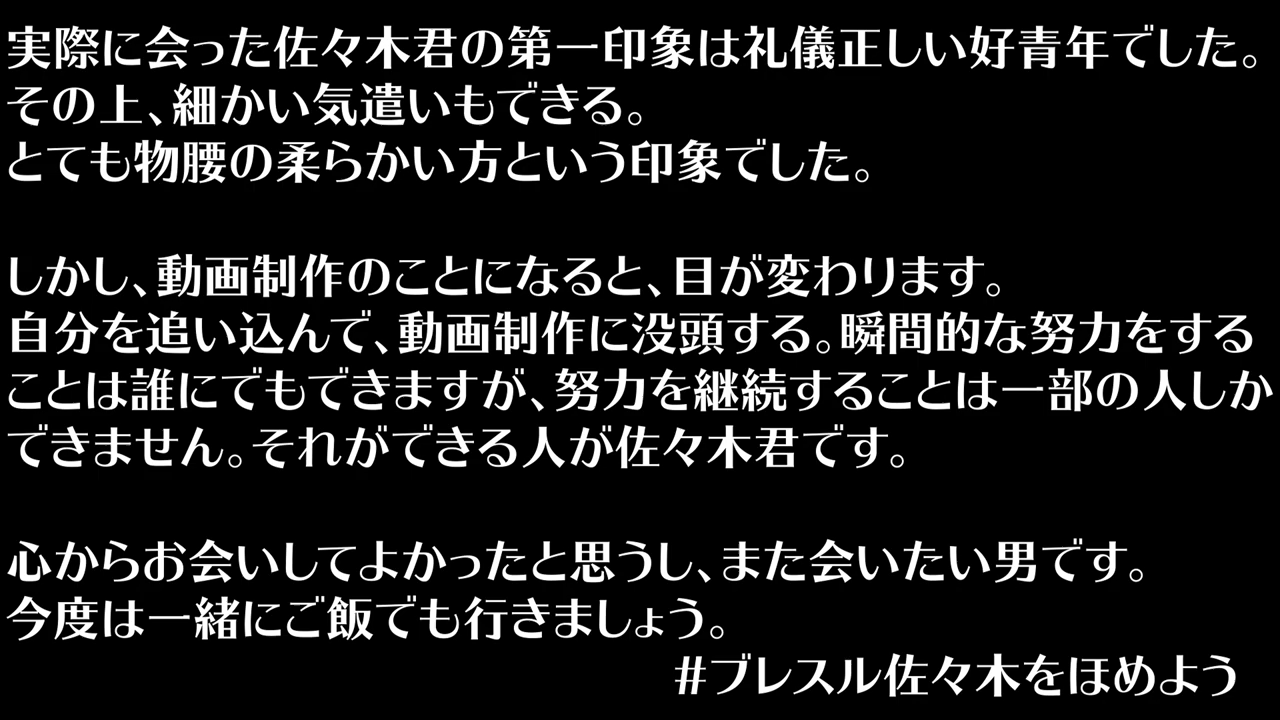 実際に会った佐々木君の第一印象は礼儀正しい好青年でした。
その上、細かい気遣いもできる。
とても物腰の柔らかい方という印象でした。
しかし、動画制作のことになると、目が変わります。
自分を追い込んで、動画制作に没頭する。瞬間的な努力をする
ことは誰にでもできますが、努力を継続することは一部の人しか
できません。それができる人が佐々木君です。
心からお会いしてよかったと思うし、また会いたい男です。
今度は一緒にご飯でも行きましょう。
#ブレスル佐々木をほめよう